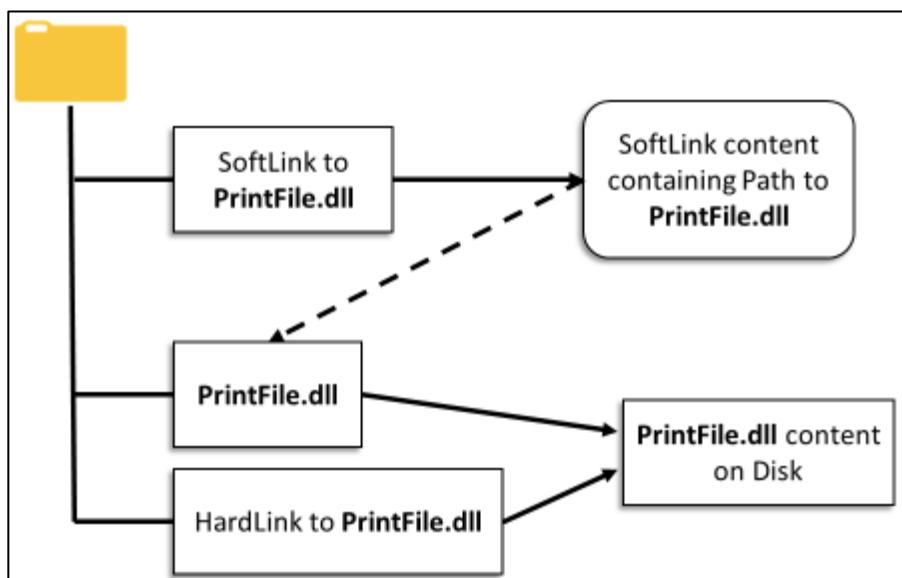 SoftLink to
PrintFile.dll
SoftLink content
containing Path to
PrintFile.dll
PrintFile.dll
PrintFile.dll content
on Disk
HardLink to PrintFile.dll